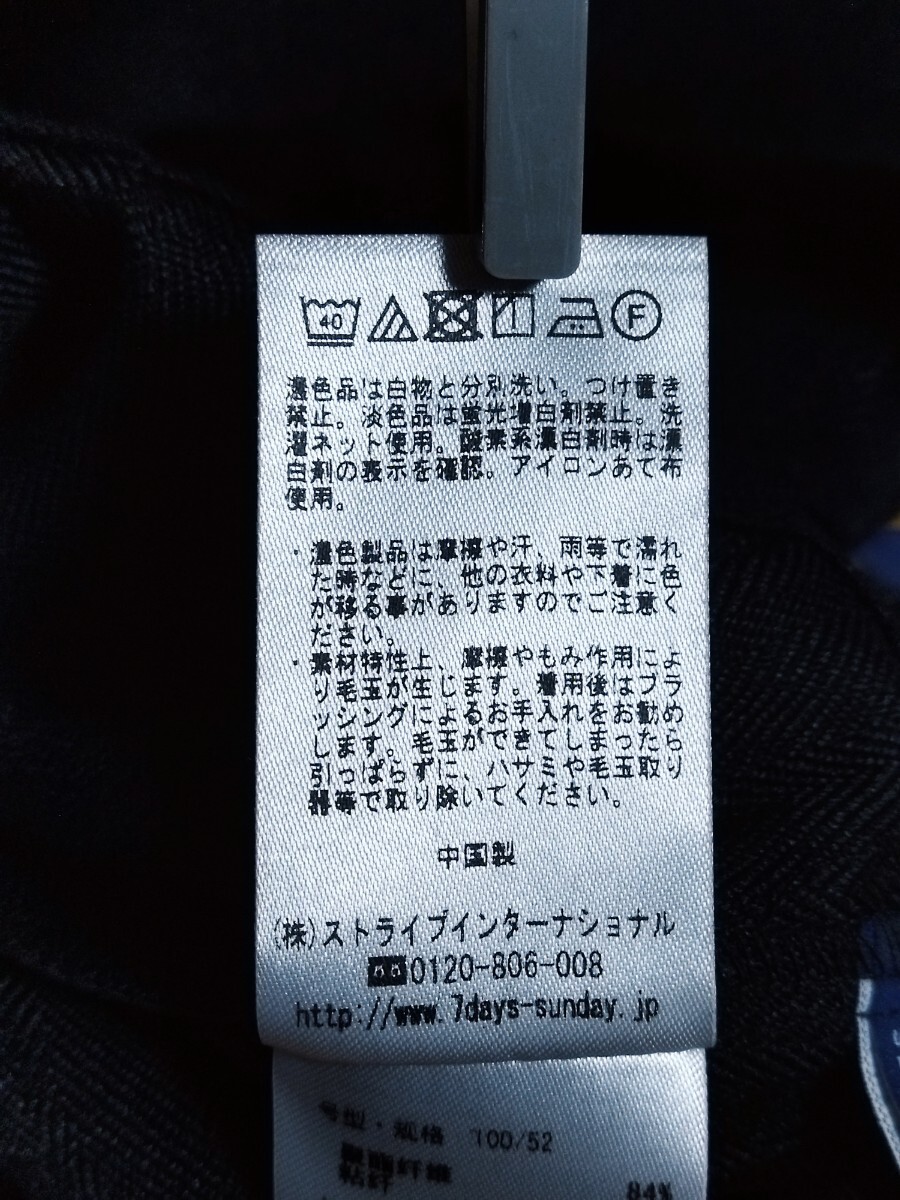 40
F
濃色品は白物と分別洗い。つけ置き
禁止。淡色品は蛍光増白剤禁止。洗
濯ネット使用。酸素系漂白剤時は漂
白剤の表示を確認。アイロンあて布
使用。
・濃色製品は摩擦や汗、雨等で濡れ
た時などに、他の衣料や下着に色
が移る事がありますのでご注意く
ださい。
・素材特性上、摩擦やもみ作用によ
り毛玉が生じます。着用後はブラ
ッシングによるお手入れをお勧め
します。毛玉ができてしまったら
引っぱらずに、ハサミや毛玉取り
器等で取り除いてください。
中国製
(株)ストライプインターナショナル
0120-806-008
http://www.7days-sunday.jp
号型・规格 100/52
聚酯纤维
粘纤 84%